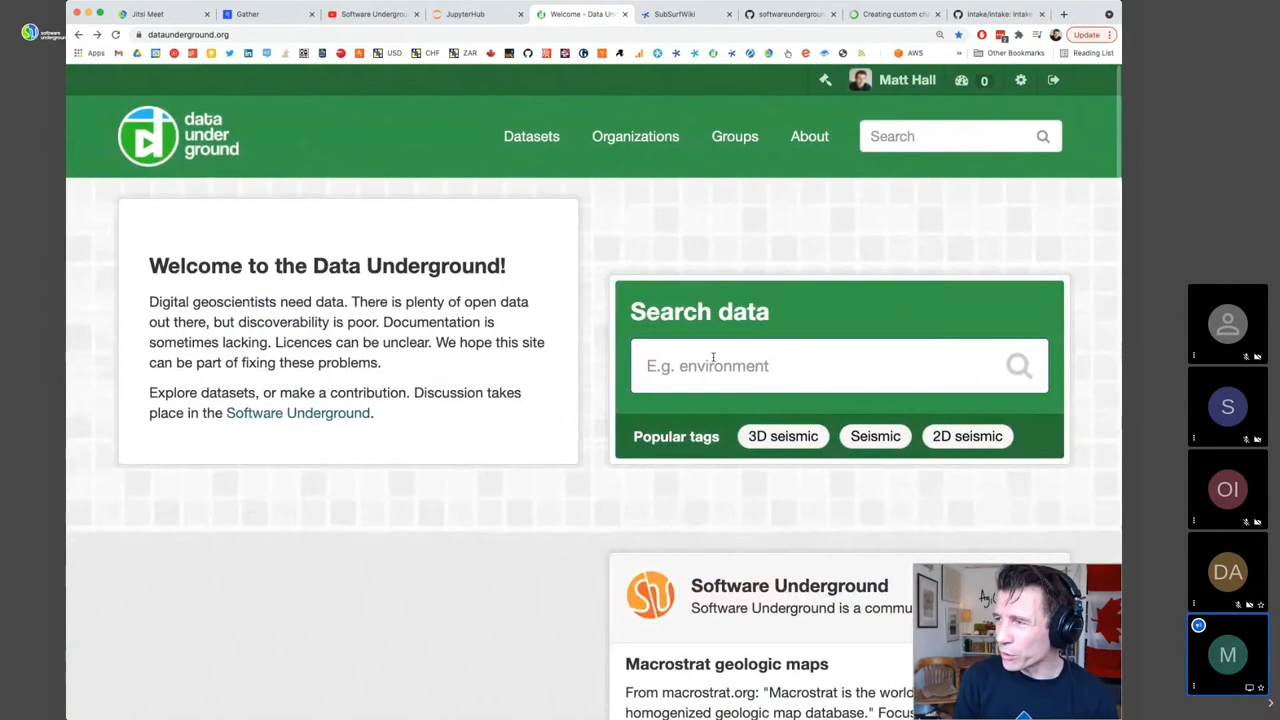 Jitsi Meet
Gather
Software Undergrou
JupyterHub
Welcome - Data Un
SubSurfWiki
softwareundergroun
Creating custom ch
intake/intake: Intake
software
underground
dataunderground.org
Update
Apps
USD
CHF
ZAR
AWS
Other Bookmarks
Reading List
Matt Hall
0
data
under
ground
Datasets
Organizations
Groups
About
Search
Welcome to the Data Underground!
Digital geoscientists need data. There is plenty of open data
out there, but discoverability is poor. Documentation is
sometimes lacking. Licences can be unclear. We hope this site
can be part of fixing these problems.
Explore datasets, or make a contribution. Discussion takes
place in the Software Underground.
Search data
E.g. environment
Popular tags
3D seismic
Seismic
2D seismic
Software Underground
Software Underground is a commu
Macrostrat geologic maps
From macrostrat.org: "Macrostrat is the world
homogenized geologic map database." Focus
S
OI
DA
M